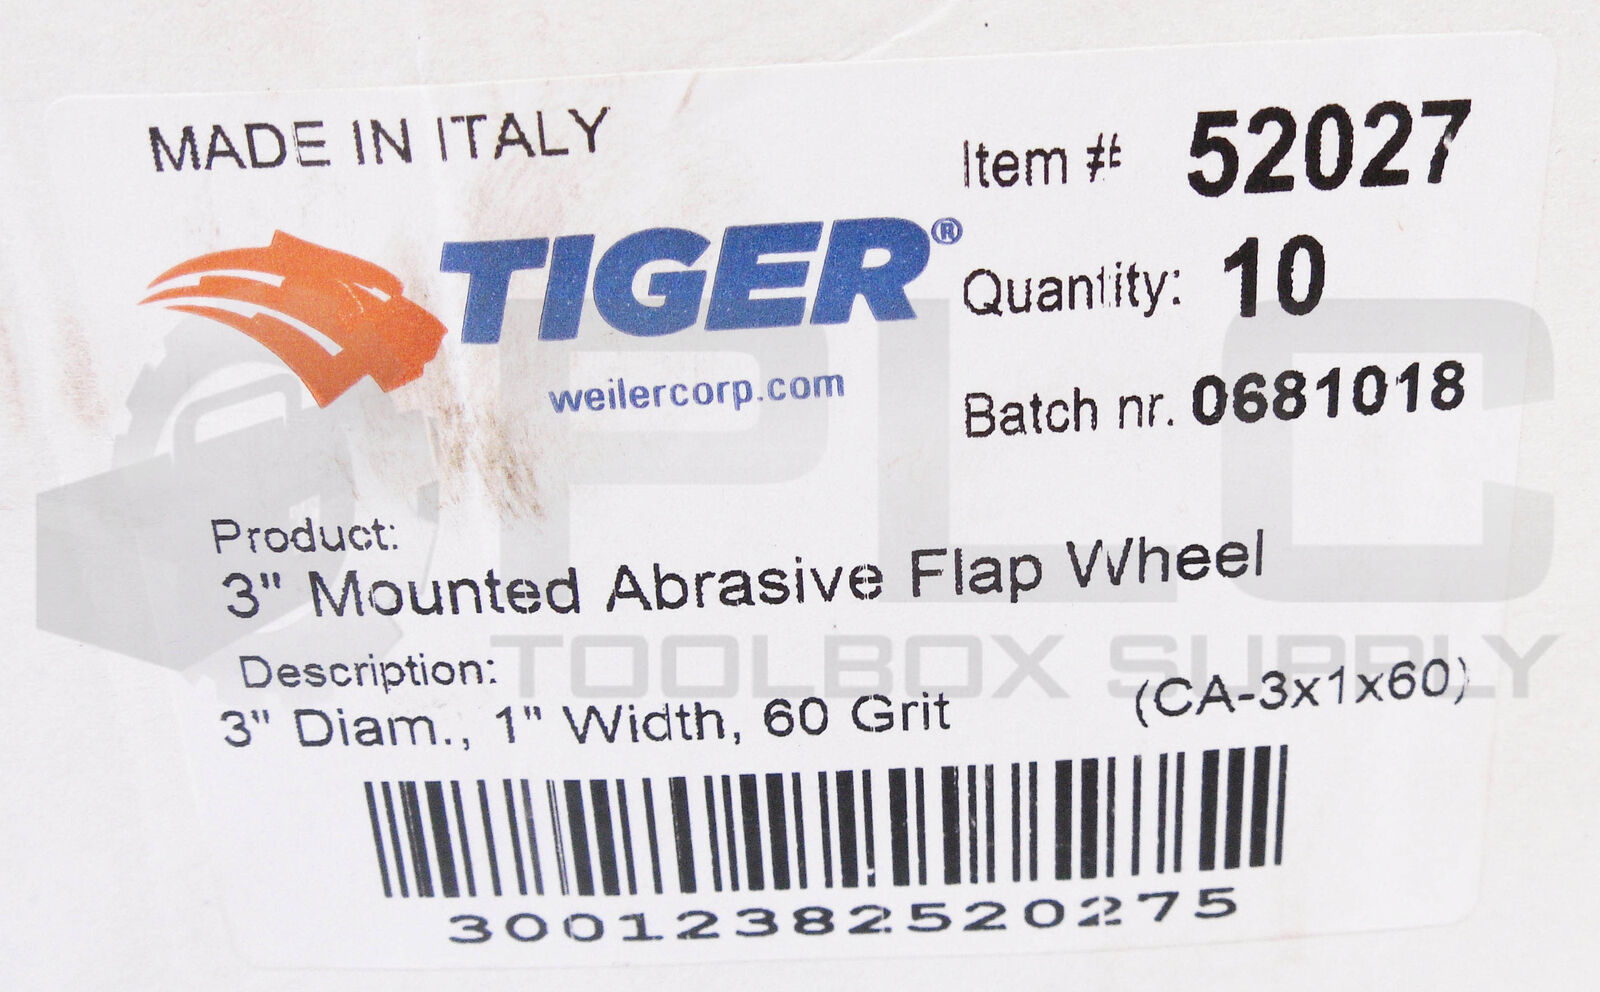 MADE IN ITALY
Item # 52027
TIGER®
weilercorp.com
Quantity: 10
Batch nr. 0681018
PLC
TOOLBOX SUPPLY
Product:
3" Mounted Abrasive Flap Wheel
Description:
3" Diam., 1" Width, 60 Grit (CA-3x1x60)
30012382520275